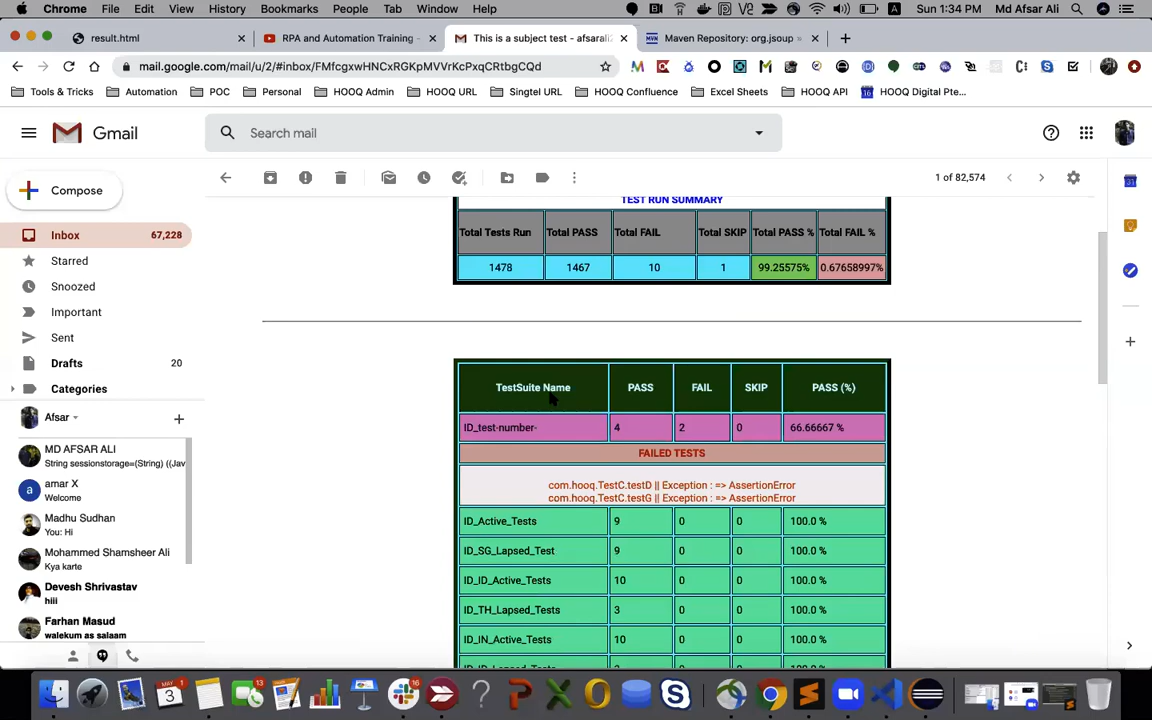 Chrome File Edit View History Bookmarks People Tab Window Help Sun 1:34 PM Md Afsar Ali
result.html RPA and Automation Training - This is a subject test - afsarali Maven Repository: org.jsoup »
mail.google.com/mail/u/2/#inbox/FMfcgxwHNCxRGKpMVVrKcPxqCRtbgCQd
Tools & Tricks Automation POC Personal HOOQ Admin HOOQ URL Singtel URL HOOQ Confluence Excel Sheets HOOQ API HOOQ Digital Pte...
Gmail
Search mail
Compose
1 of 82,574
Inbox 67,228
Starred
Snoozed
Important
Sent
Drafts 20
Categories
Afsar
MD AFSAR ALI
String sessionstorage=(String) ((Jav
amar X
Welcome
Madhu Sudhan
You: Hi
Mohammed Shamsheer Ali
Kya karte
Devesh Shrivastav
hiii
Farhan Masud
walekum as salaam
TEST RUN SUMMARY
Total Tests Run Total PASS Total FAIL Total SKIP Total PASS % Total FAIL %
1478 1467 10 1 99.25575% 0.67658997%
TestSuite Name PASS FAIL SKIP PASS (%)
ID_test-number- 4 2 0 66.66667 %
FAILED TESTS
com.hooq.TestC.testD || Exception : => AssertionError
com.hooq.TestC.testG || Exception : => AssertionError
ID_Active_Tests 9 0 0 100.0 %
ID_SG_Lapsed_Test 9 0 0 100.0 %
ID_ID_Active_Tests 10 0 0 100.0 %
ID_TH_Lapsed_Tests 3 0 0 100.0 %
ID_IN_Active_Tests 10 0 0 100.0 %
MAY
3
16
13